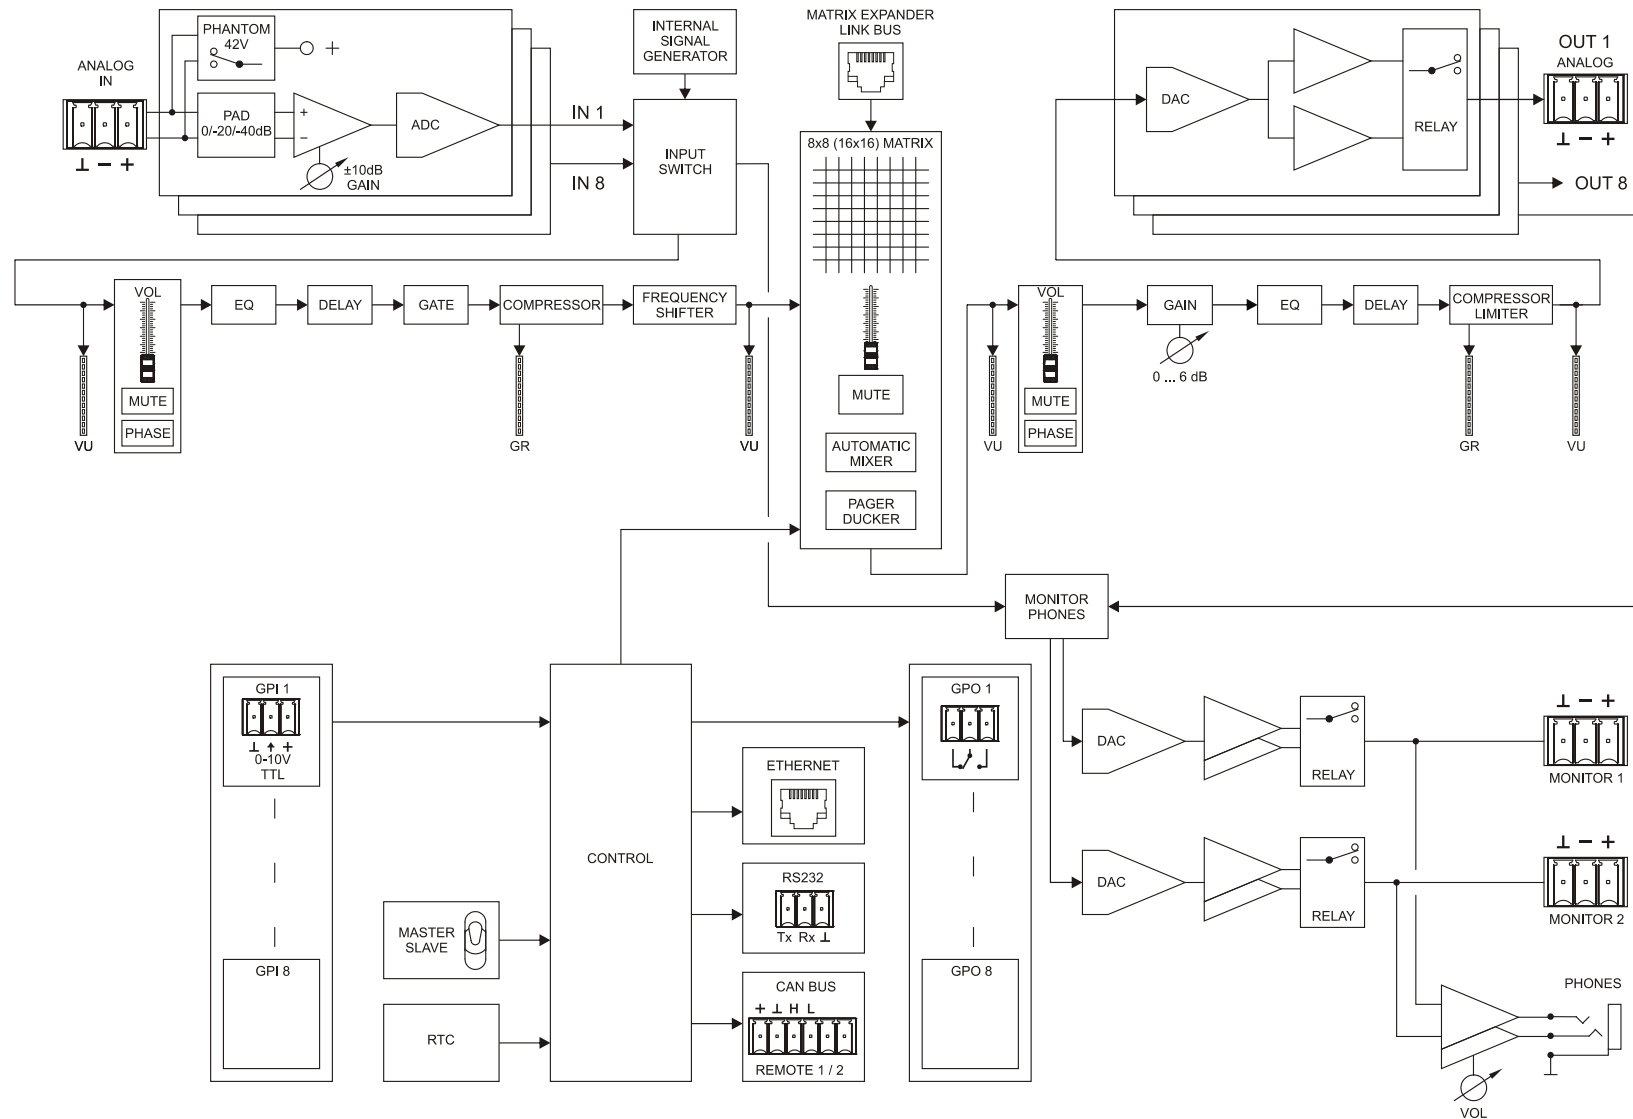 ANALOG
IN
⊥ − +
PHANTOM
42V
+
PAD
0/-20/-40dB
+
−
±10dB
GAIN
ADC
IN 1
IN 8
INTERNAL
SIGNAL
GENERATOR
INPUT
SWITCH
MATRIX EXPANDER
LINK BUS
8x8 (16x16) MATRIX
MUTE
AUTOMATIC
MIXER
PAGER
DUCKER
DAC
RELAY
OUT 1
ANALOG
⊥ − +
OUT 8
VU
VOL
MUTE
PHASE
EQ
DELAY
GATE
COMPRESSOR
GR
FREQUENCY
SHIFTER
VU
VU
VOL
MUTE
PHASE
GAIN
0 ... 6 dB
EQ
DELAY
COMPRESSOR
LIMITER
GR
VU
MONITOR
PHONES
GPI 1
⊥ ↑ +
0-10V
TTL
GPI 8
MASTER
SLAVE
RTC
CONTROL
ETHERNET
RS232
Tx Rx ⊥
CAN BUS
+ ⊥ H L
REMOTE 1 / 2
GPO 1
GPO 8
DAC
RELAY
⊥ − +
MONITOR 1
DAC
RELAY
⊥ − +
MONITOR 2
PHONES
VOL